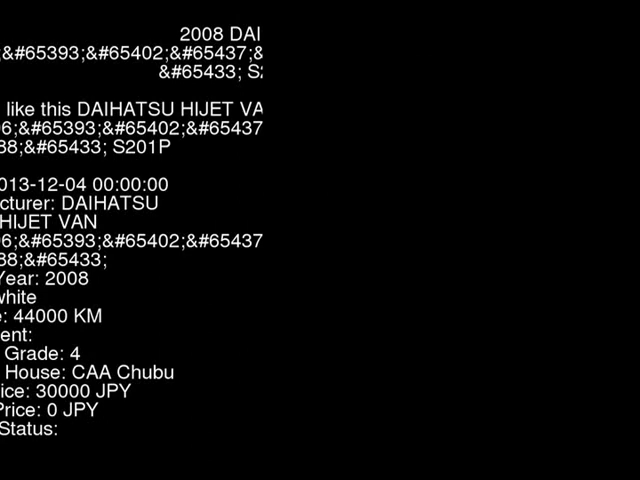 2008 DAI
;&#65393;&#65402;&#65437;&
&#65433; S2
like this DAIHATSU HIJET VA
6;&#65393;&#65402;&#65437
38;&#65433; S201P
013-12-04 00:00:00
cturer: DAIHATSU
HIJET VAN
6;&#65393;&#65402;&#65437
38;&#65433;
Year: 2008
white
e: 44000 KM
ent:
Grade: 4
House: CAA Chubu
ice: 30000 JPY
Price: 0 JPY
Status: